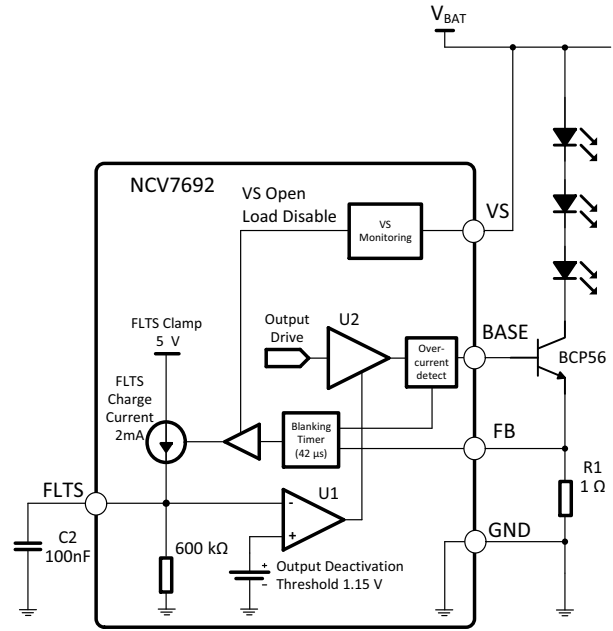 VBAT
NCV7692
VS Open
Load Disable
VS
Monitoring
VS
FLTS Clamp
5 V
Output
Drive
U2
Over-
current
detect
BASE
BCP56
FLTS
Charge
Current
2mA
Blanking
Timer
(42 µs)
FB
FLTS
U1
-
+
R1
1 Ω
C2
100nF
600 kΩ
+
-
Output Deactivation
Threshold 1.15 V
GND